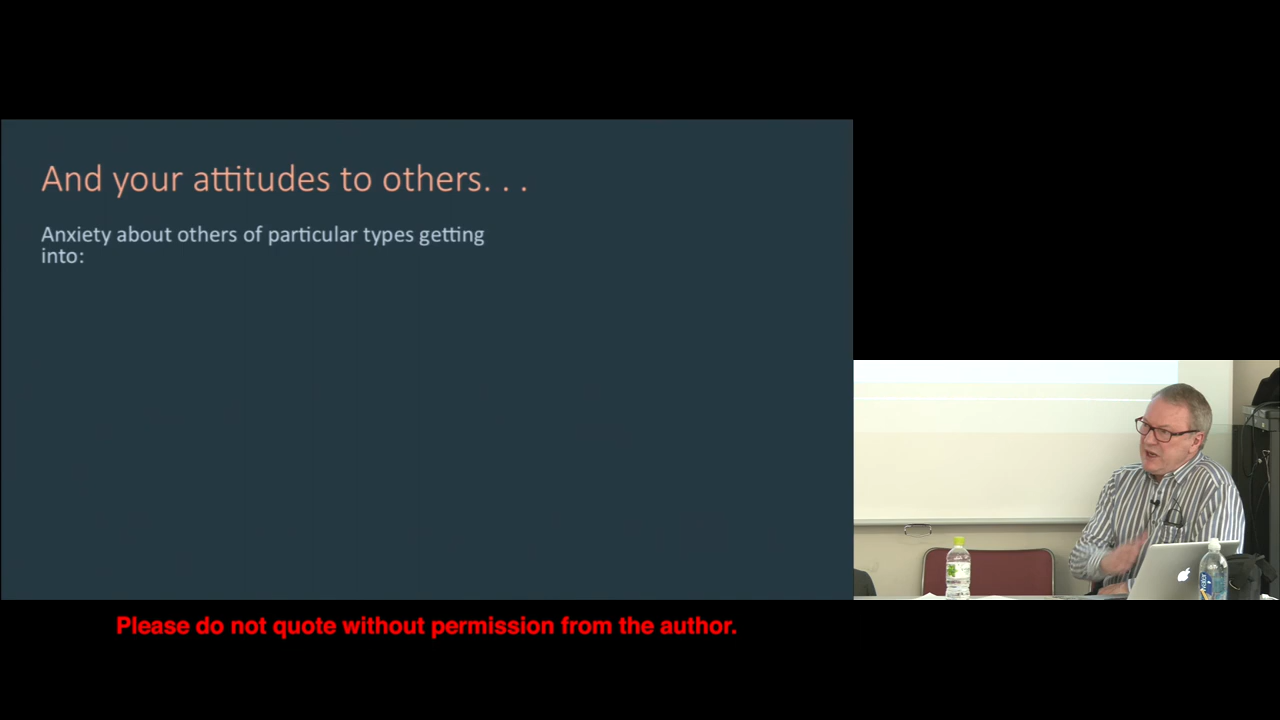 And your attitudes to others. . .
Anxiety about others of particular types getting
into:
Please do not quote without permission from the author.